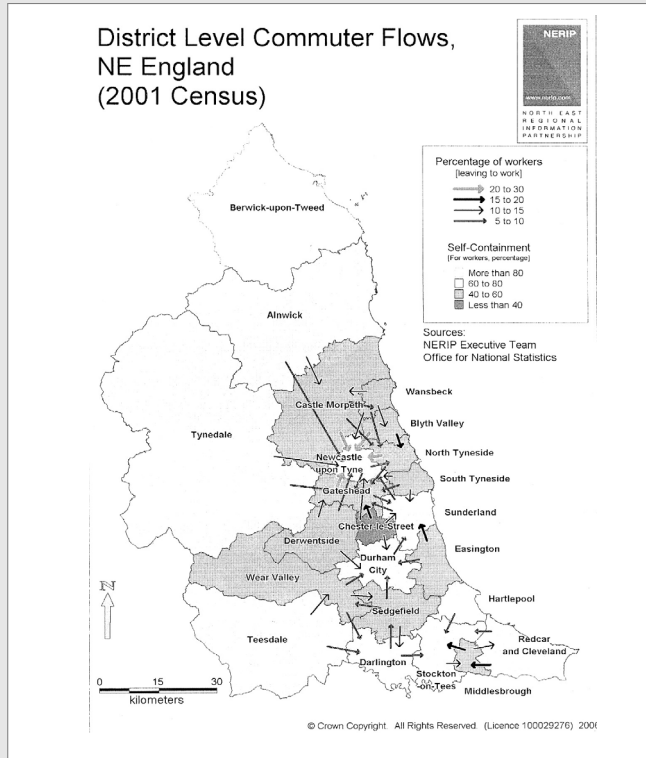 District Level Commuter Flows,
NE England
(2001 Census)
NERIP
www.nerip.com
NORTH EAST
REGIONAL
INFORMATION
PARTNERSHIP
Percentage of workers
[leaving to work]
20 to 30
15 to 20
10 to 15
5 to 10
Self-Containment
[For workers, percentage]
More than 80
60 to 80
40 to 60
Less than 40
Sources:
NERIP Executive Team
Office for National Statistics
Berwick-upon-Tweed
Alnwick
Wansbeck
Castle Morpeth
Blyth Valley
Tynedale
North Tyneside
Newcastle
upon Tyne
South Tyneside
Gateshead
Sunderland
Chester-le-Street
Derwentside
Easington
Durham
City
Wear Valley
Hartlepool
Sedgefield
Teesdale
Redcar
and Cleveland
Darlington
Stockton
-on-Tees
Middlesbrough
N
0 15 30
kilometers
© Crown Copyright. All Rights Reserved. (Licence 100029276)